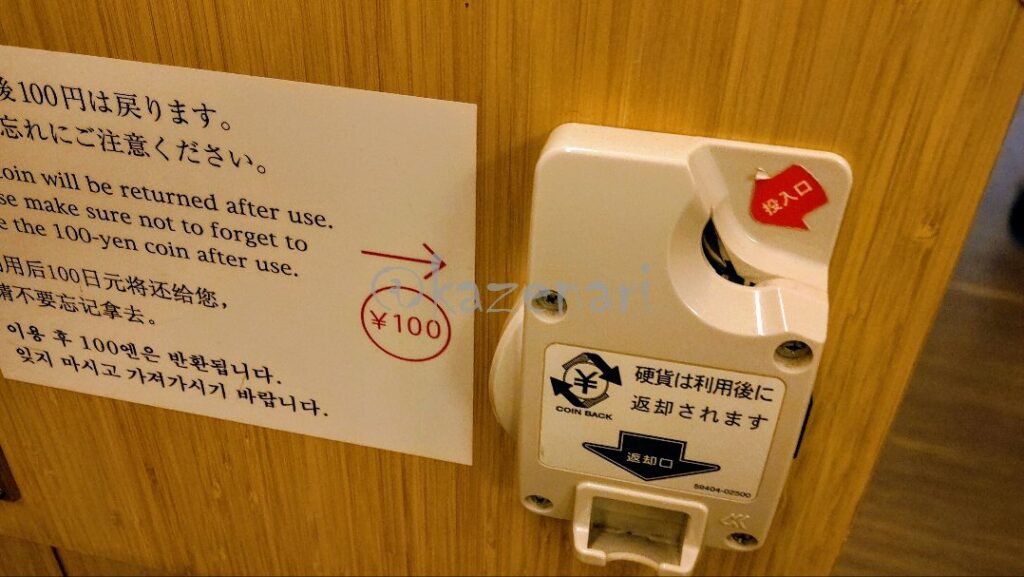 後100円は戻ります。
忘れにご注意ください。
coin will be returned after use.
se make sure not to forget to
e the 100-yen coin after use.
用后100日元将还给您，
请不要忘记拿去。
이용 후 100엔은 반환됩니다.
잊지 마시고 가져가시기 바랍니다.
¥100
@kazenari
投入口
¥
COIN BACK
硬貨は利用後に
返却されます
返却口
59404-02500